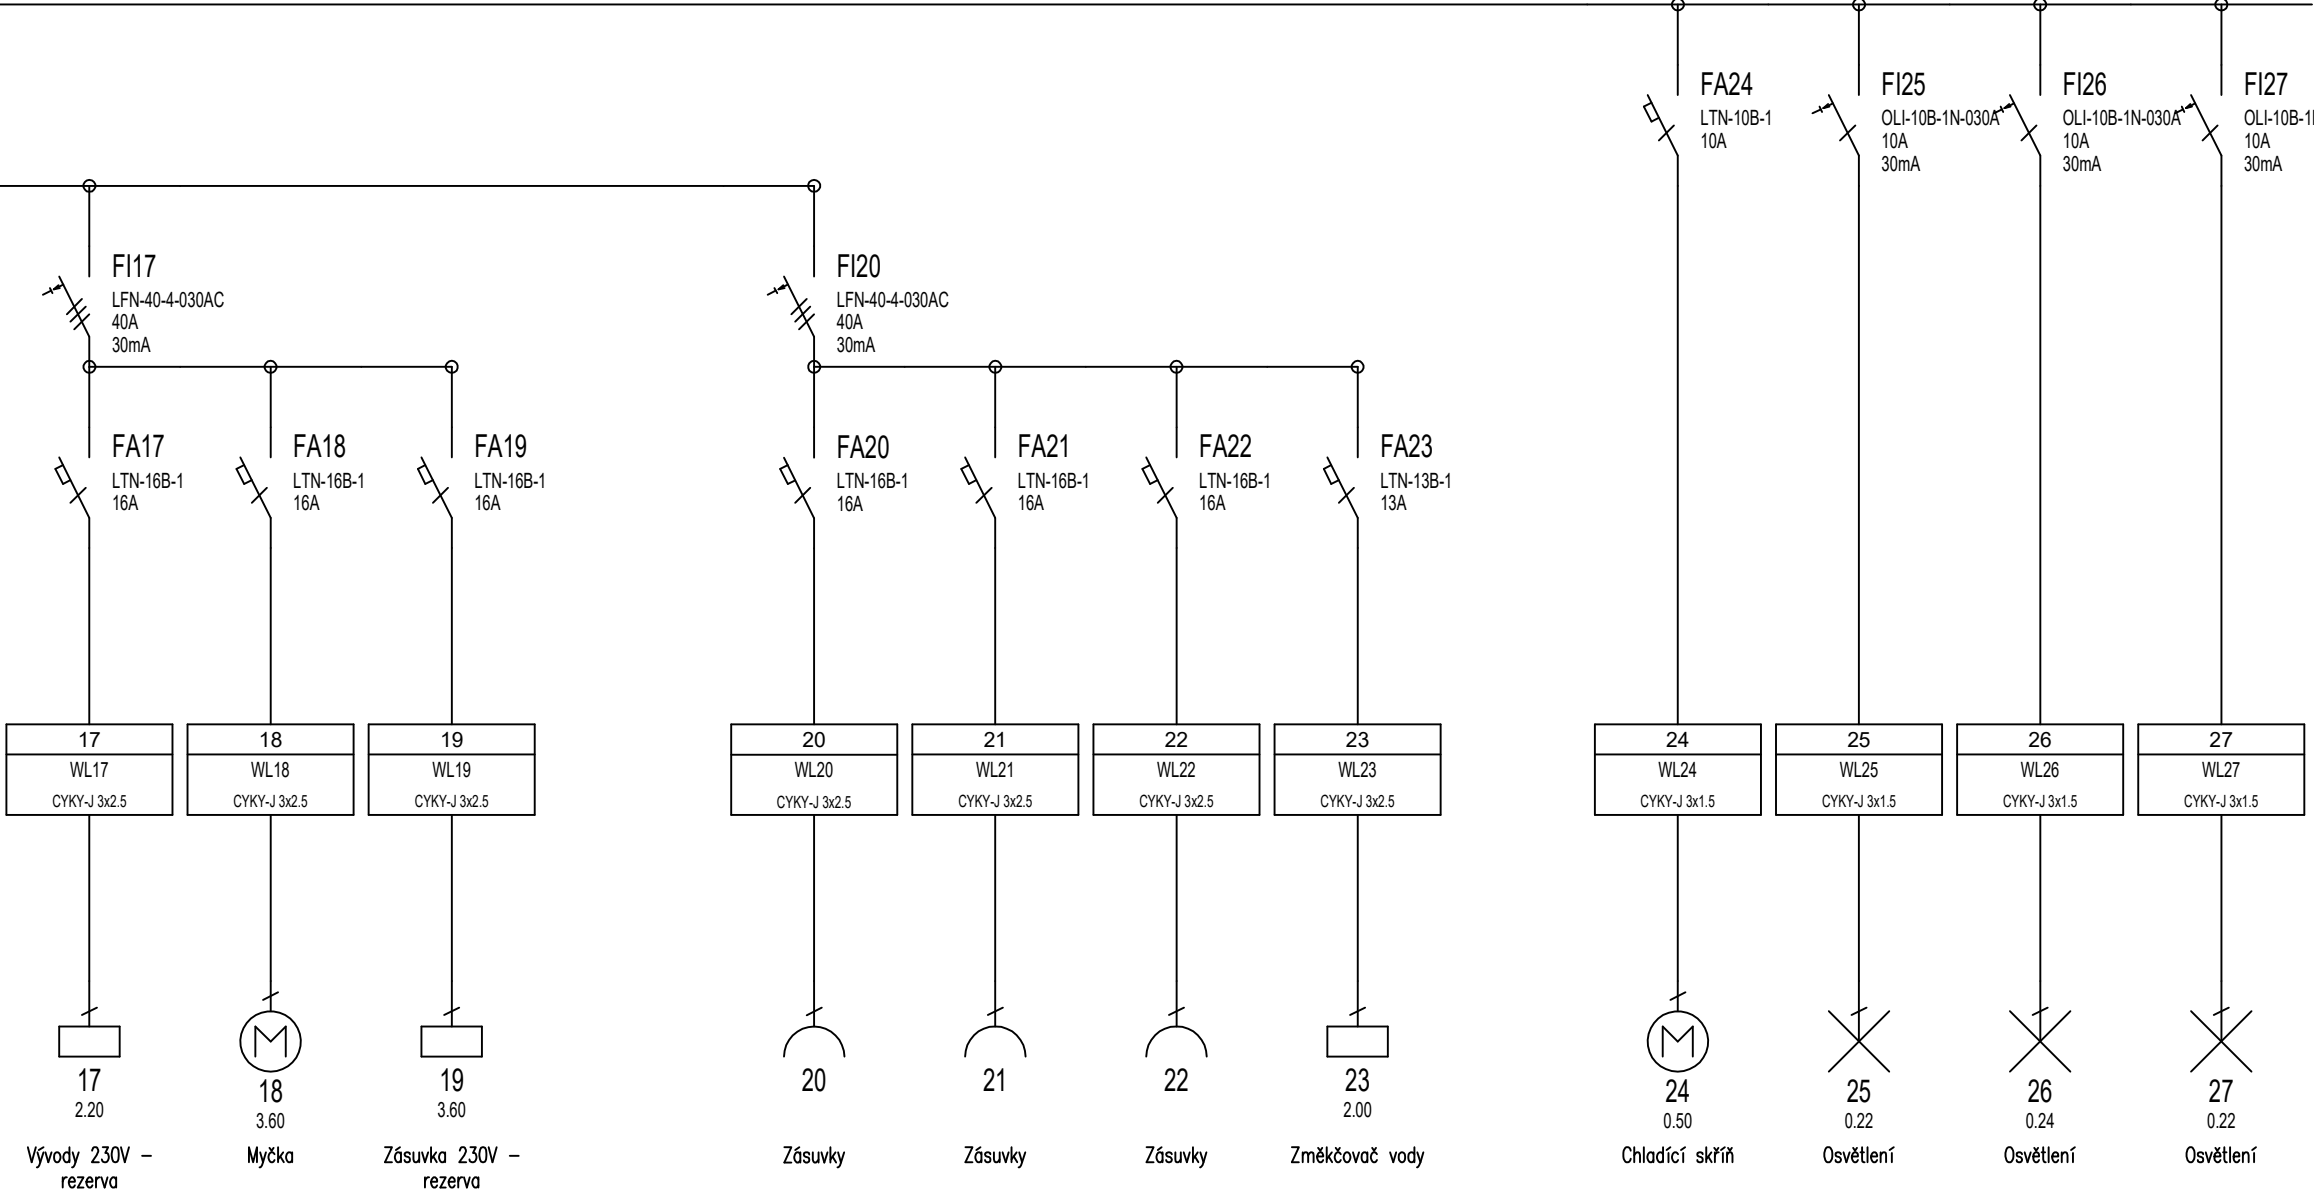 FA24
LTN-10B-1
10A
FI25
OLI-10B-1N-030A
10A
30mA
FI26
OLI-10B-1N-030A
10A
30mA
FI27
OLI-10B-1
10A
30mA
FI17
LFN-40-4-030AC
40A
30mA
FI20
LFN-40-4-030AC
40A
30mA
FA17
LTN-16B-1
16A
FA18
LTN-16B-1
16A
FA19
LTN-16B-1
16A
FA20
LTN-16B-1
16A
FA21
LTN-16B-1
16A
FA22
LTN-16B-1
16A
FA23
LTN-13B-1
13A
17
WL17
CYKY-J 3x2.5
18
WL18
CYKY-J 3x2.5
19
WL19
CYKY-J 3x2.5
20
WL20
CYKY-J 3x2.5
21
WL21
CYKY-J 3x2.5
22
WL22
CYKY-J 3x2.5
23
WL23
CYKY-J 3x2.5
24
WL24
CYKY-J 3x1.5
25
WL25
CYKY-J 3x1.5
26
WL26
CYKY-J 3x1.5
27
WL27
CYKY-J 3x1.5
17
2.20
Vývody 230V –
rezerva
M
18
3.60
Myčka
19
3.60
Zásuvka 230V –
rezerva
20
Zásuvky
21
Zásuvky
22
Zásuvky
23
2.00
Změkčovač vody
M
24
0.50
Chladící skříň
25
0.22
Osvětlení
26
0.24
Osvětlení
27
0.22
Osvětlení